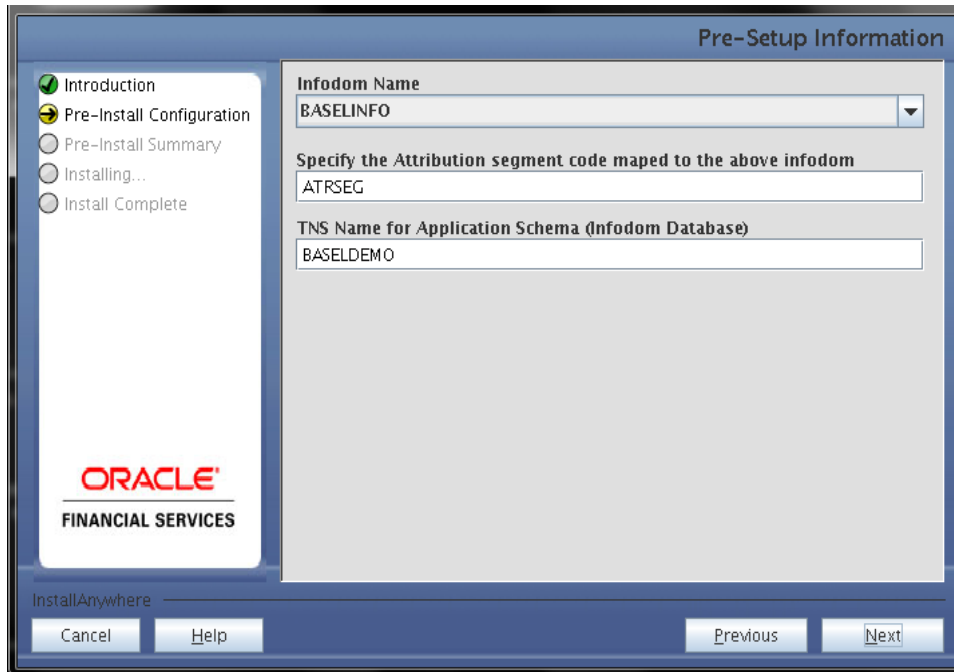 Pre-Setup Information
Introduction
Pre-Install Configuration
Pre-Install Summary
Installing...
Install Complete
ORACLE'
FINANCIAL SERVICES
Infodom Name
BASELINFO
Specify the Attribution segment code maped to the above infodom
ATRSEG
TNS Name for Application Schema (Infodom Database)
BASELDEMO
InstallAnywhere
Cancel
Help
Previous
Next